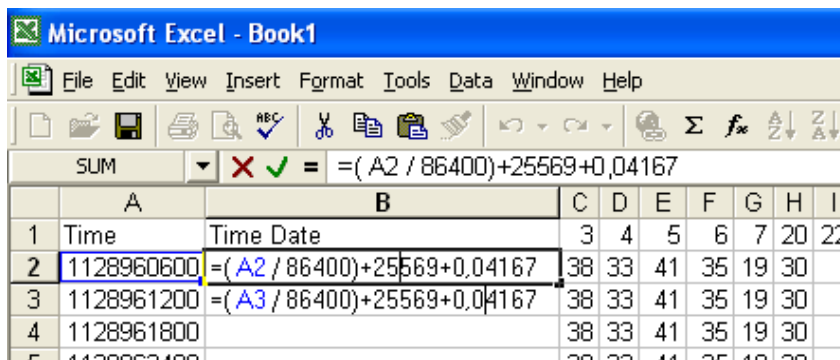 Microsoft Excel - Book1
File Edit View Insert Format Tools Data Window Help
SUM =( A2 / 86400)+25569+0,04167
A B C D E F G H I
1 Time Time Date 3 4 5 6 7 20 22
2 1128960600 =( A2 / 86400)+25569+0,04167 38 33 41 35 19 30
3 1128961200 =( A3 / 86400)+25569+0,04167 38 33 41 35 19 30
4 1128961800 38 33 41 35 19 30